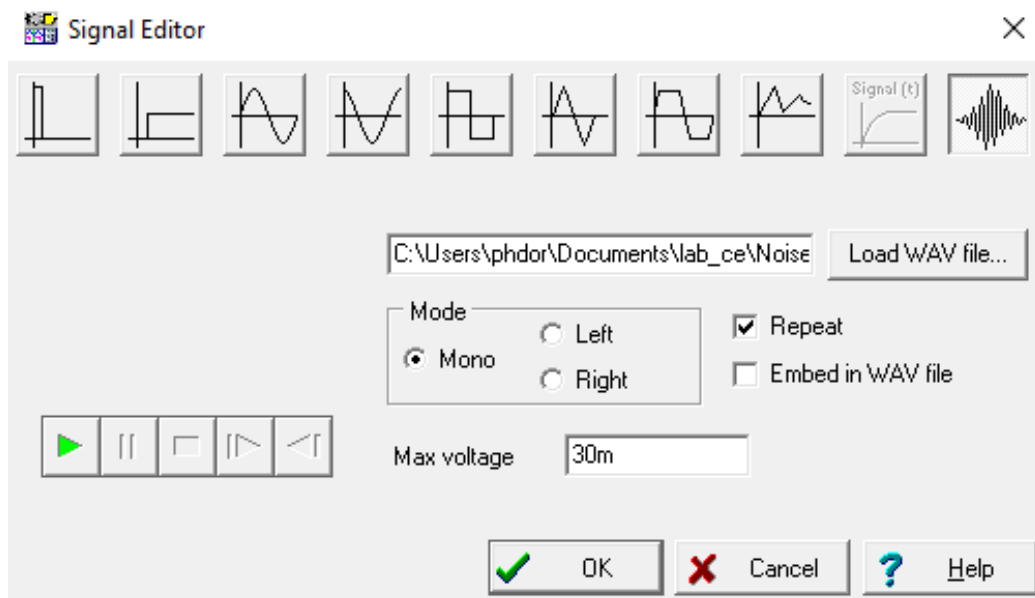 Signal Editor
Signal (t)
C:\Users\phdor\Documents\lab_ce\Noise
Load WAV file...
Mode
Left
Mono
Right
Repeat
Embed in WAV file
Max voltage
30m
OK
Cancel
Help